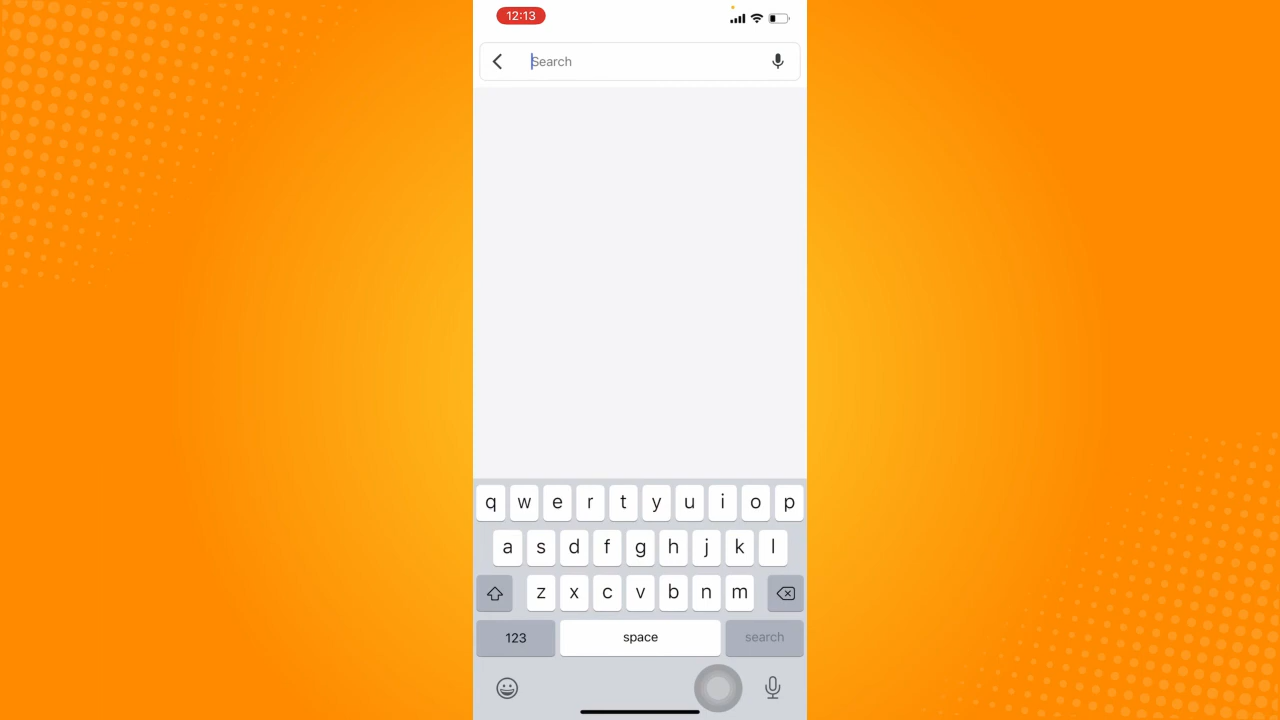 12:13
Search
q w e r t y u i o p
a s d f g h j k l
z x c v b n m
123 space search